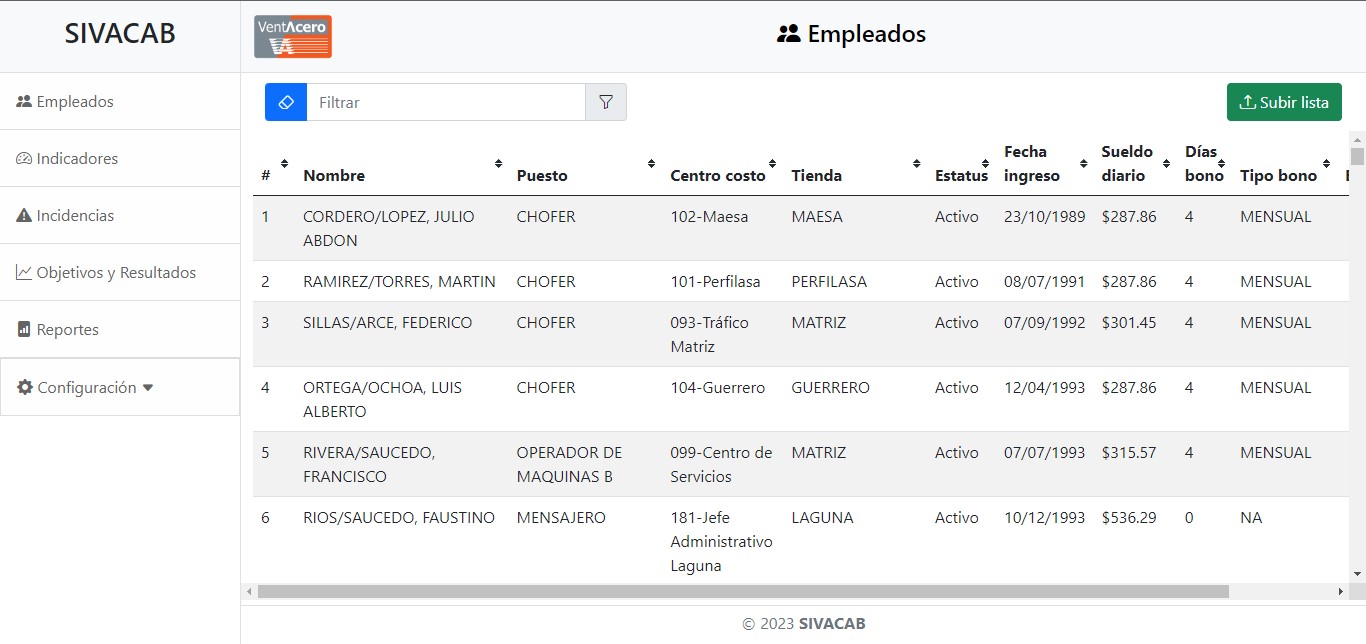 SIVACAB
VentAcero
VA
Empleados
Empleados
Indicadores
Incidencias
Objetivos y Resultados
Reportes
Configuración
Filtrar
Subir lista
# Nombre Puesto Centro costo Tienda Estatus Fecha ingreso Sueldo diario Días bono Tipo bono
1 CORDERO/LOPEZ, JULIO CHOFER 102-Maesa MAESA Activo 23/10/1989 $287.86 4 MENSUAL
ABDON
2 RAMIREZ/TORRES, MARTIN CHOFER 101-Perfilasa PERFILASA Activo 08/07/1991 $287.86 4 MENSUAL
3 SILLAS/ARCE, FEDERICO CHOFER 093-Tráfico MATRIZ Activo 07/09/1992 $301.45 4 MENSUAL
Matriz
4 ORTEGA/OCHOA, LUIS CHOFER 104-Guerrero GUERRERO Activo 12/04/1993 $287.86 4 MENSUAL
ALBERTO
5 RIVERA/SAUCEDO, OPERADOR DE 099-Centro de MATRIZ Activo 07/07/1993 $315.57 4 MENSUAL
FRANCISCO MAQUINAS B Servicios
6 RIOS/SAUCEDO, FAUSTINO MENSAJERO 181-Jefe LAGUNA Activo 10/12/1993 $536.29 0 NA
Administrativo
Laguna
© 2023 SIVACAB